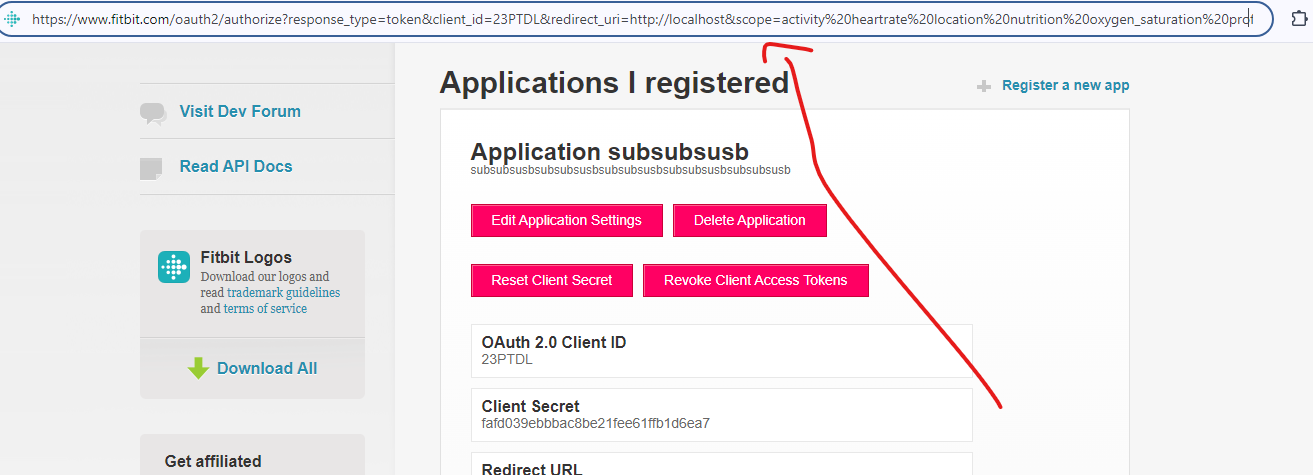 https://www.fitbit.com/oauth2/authorize?response_type=token&client_id=23PTDL&redirect_uri=http://localhost&scope=activity%20heartrate%20location%20nutrition%20oxygen_saturation%20prof
Applications I registered
Register a new app
Visit Dev Forum
Read API Docs
Fitbit Logos
Download our logos and
read trademark guidelines
and terms of service
Download All
Get affiliated
Application subsubsusb
subsubsusbsubsubsusbsubsubsusbsubsubsusbsubsubsusb
Edit Application Settings
Delete Application
Reset Client Secret
Revoke Client Access Tokens
OAuth 2.0 Client ID
23PTDL
Client Secret
fafd039ebbbac8be21fee61ffb1d6ea7
Redirect URL